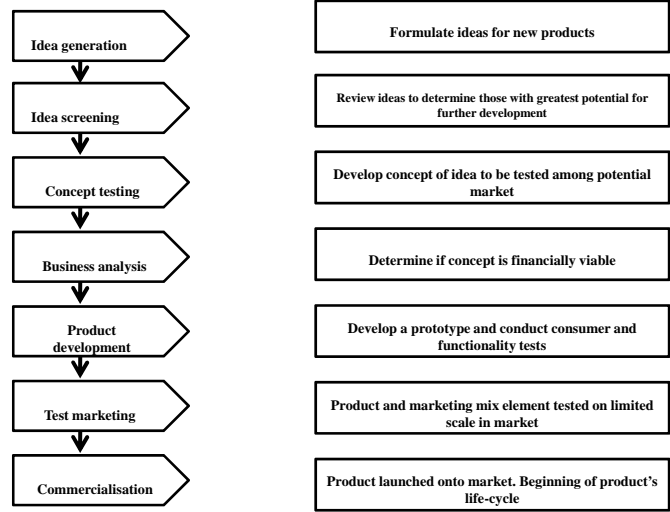 Idea generation
Formulate ideas for new products
Idea screening
Review ideas to determine those with greatest potential for
further development
Concept testing
Develop concept of idea to be tested among potential
market
Business analysis
Determine if concept is financially viable
Product
development
Develop a prototype and conduct consumer and
functionality tests
Test marketing
Product and marketing mix element tested on limited
scale in market
Commercialisation
Product launched onto market. Beginning of product's
life-cycle